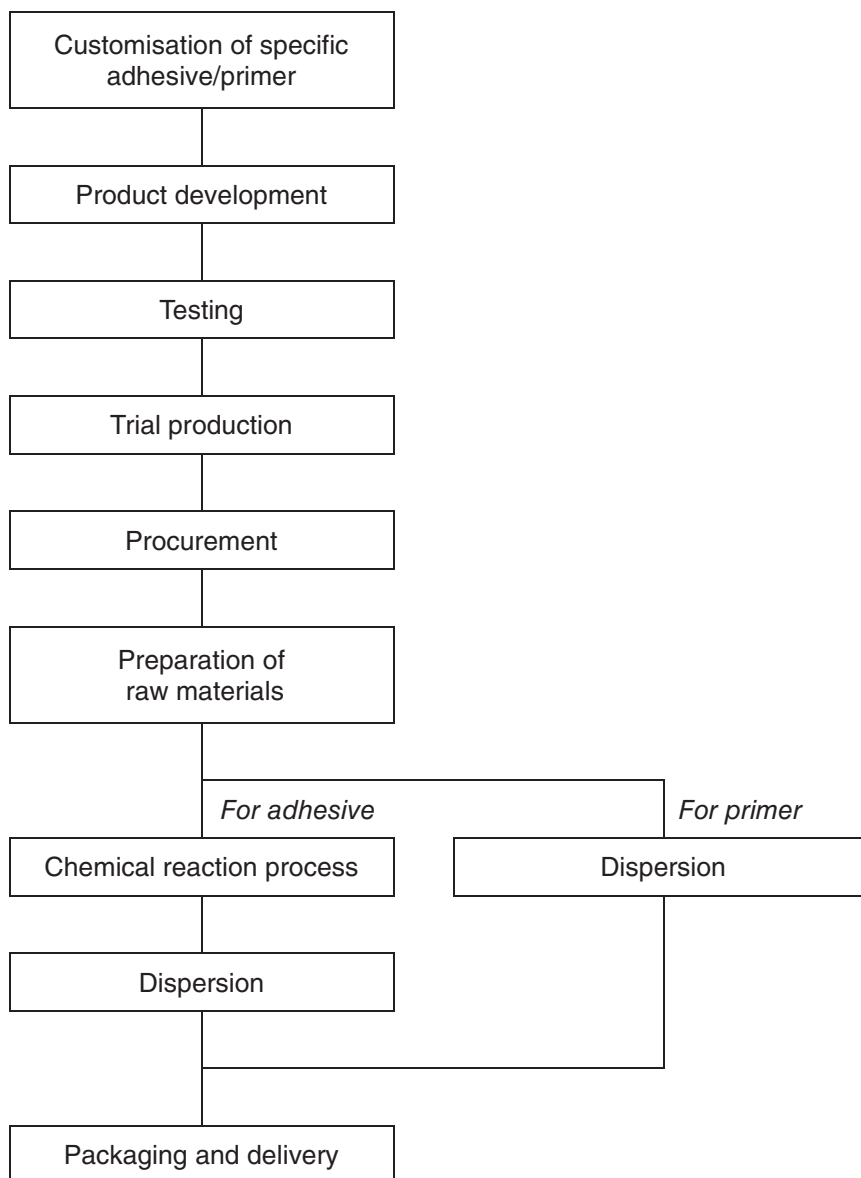 Customisation of specific
adhesive/primer
Product development
Testing
Trial production
Procurement
Preparation of
raw materials
For adhesive
For primer
Chemical reaction process
Dispersion
Dispersion
Packaging and delivery